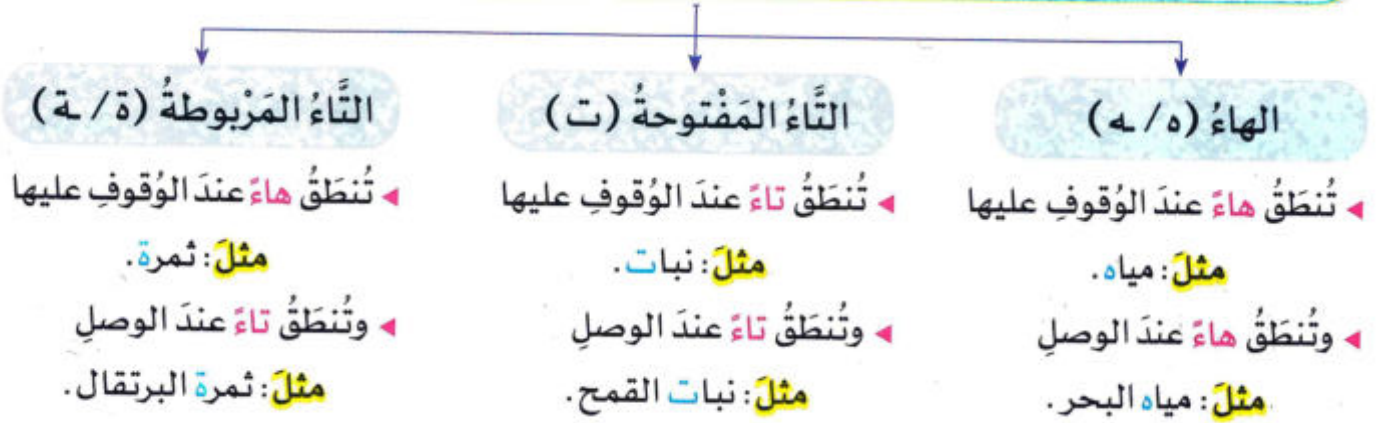 الهاءُ (ه/ـه)
◂ تُنطَقُ هاءً عندَ الوُقوفِ عليها
مثلَ: مياه.
◂ وتُنطَقُ هاءً عندَ الوصلِ
مثلَ: مياه البحر.
التَّاءُ المَفْتوحةُ (ت)
◂ تُنطَقُ تاءً عندَ الوُقوفِ عليها
مثلَ: نبات.
◂ وتُنطَقُ تاءً عندَ الوصلِ
مثلَ: نبات القمح.
التَّاءُ المَرْبوطةُ (ة/ـة)
◂ تُنطَقُ هاءً عندَ الوُقوفِ عليها
مثلَ: ثمرة.
◂ وتُنطَقُ تاءً عندَ الوصلِ
مثلَ: ثمرة البرتقال.